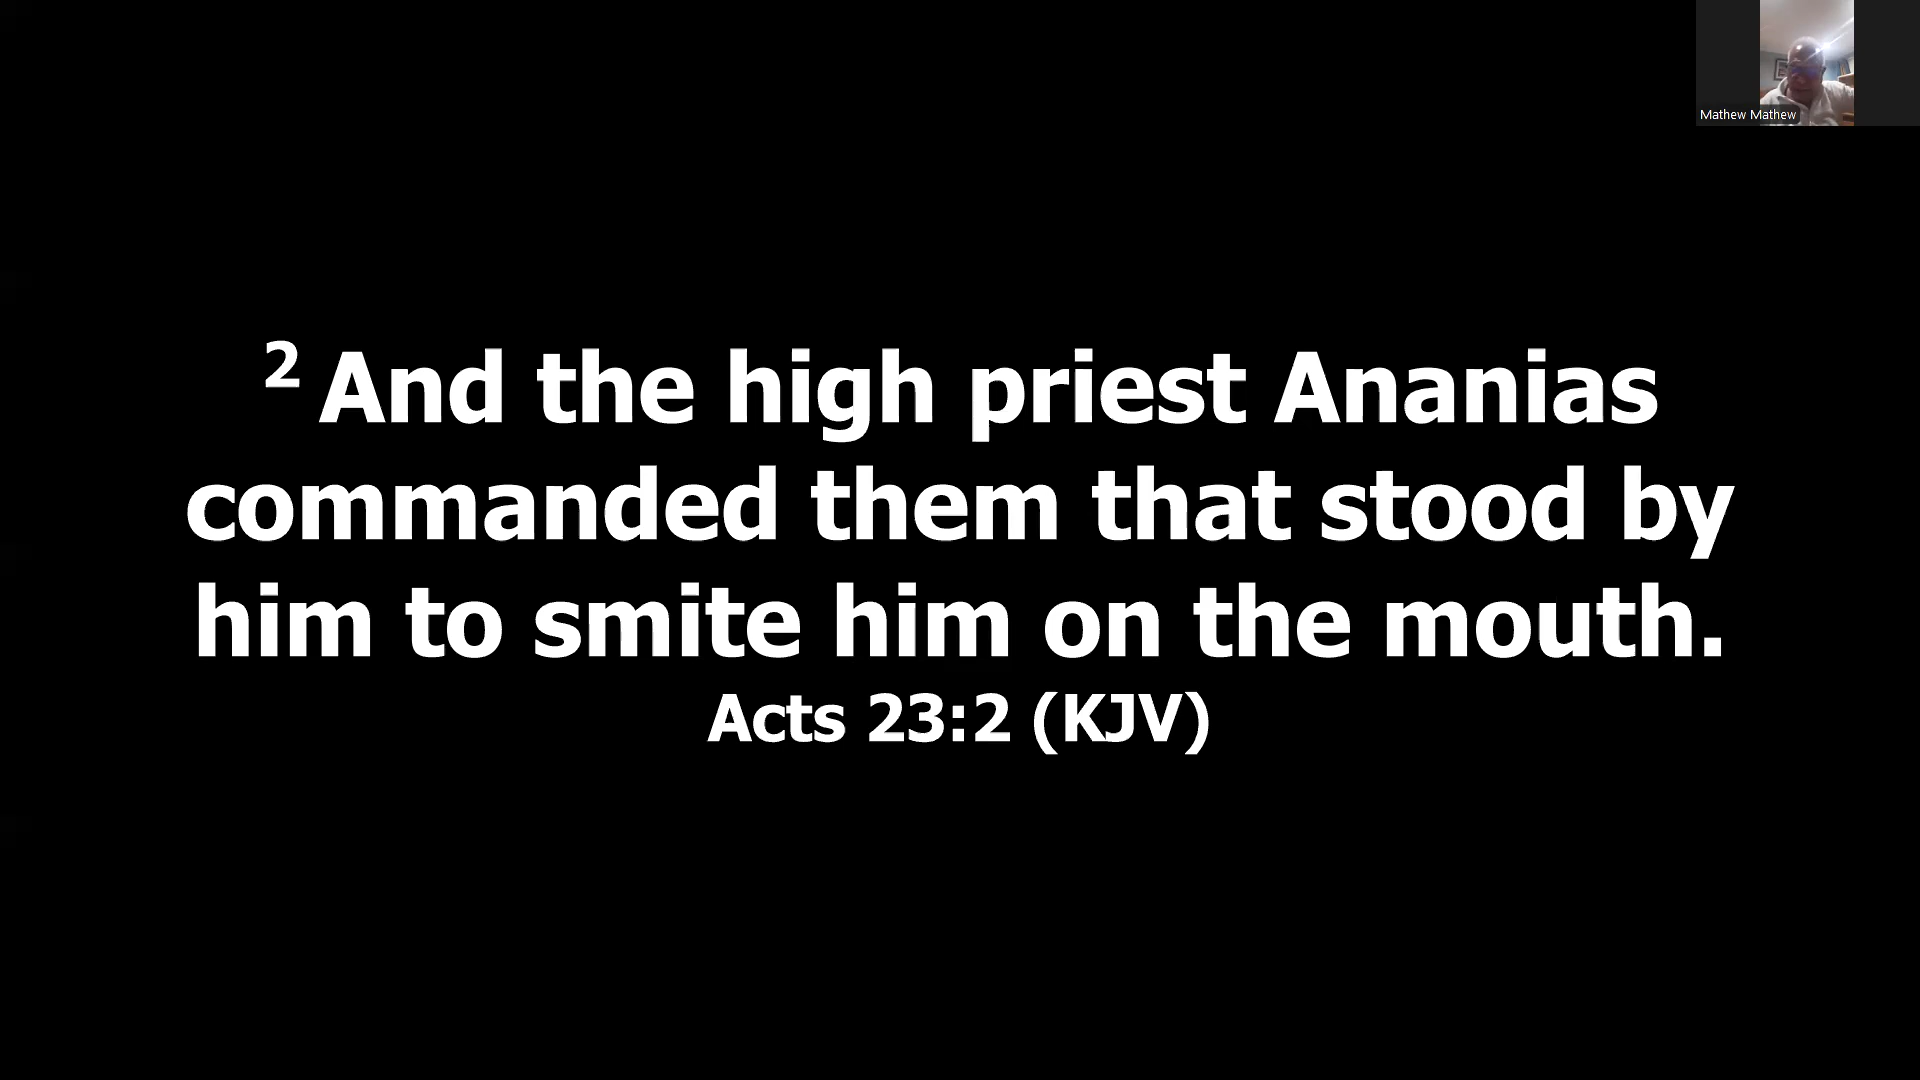 Mathew Mathew
2 And the high priest Ananias
commanded them that stood by
him to smite him on the mouth.
Acts 23:2 (KJV)